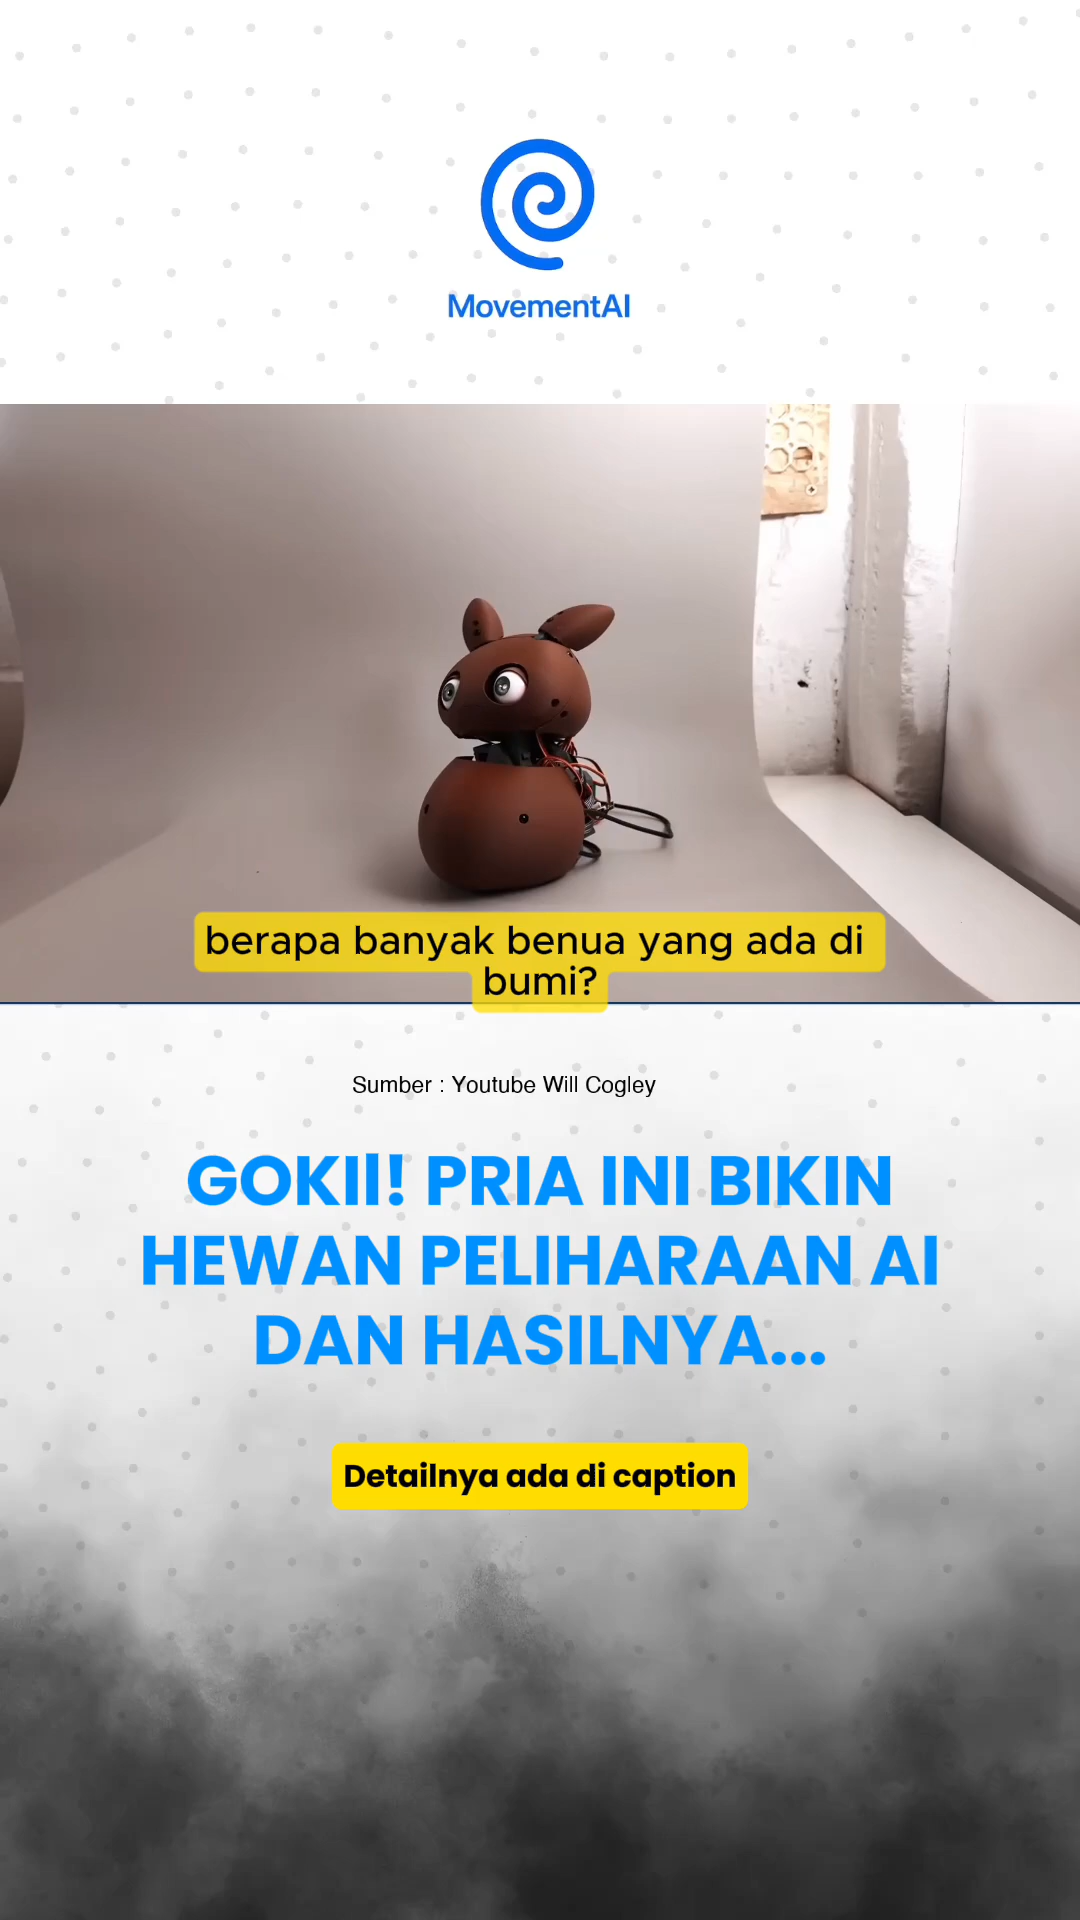 MovementAI
berapa banyak benua yang ada di
bumi?
Sumber : Youtube Will Cogley
GOKIl! PRIA INI BIKIN
HEWAN PELIHARAAN AI
DAN HASILNYA...
Detailnya ada di caption